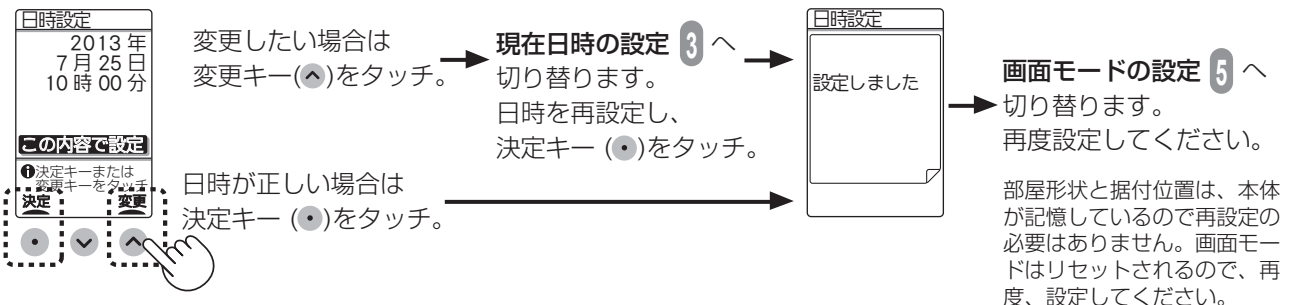 日時設定
2013 年
7 月 25 日
10 時 00 分
この内容で設定
❶決定キーまたは
変更キーをタッチ
決定 変更
変更したい場合は
変更キー(⌃)をタッチ。
日時が正しい場合は
決定キー (・)をタッチ。
現在日時の設定 3 へ
切り替ります。
日時を再設定し、
決定キー (・)をタッチ。
日時設定
設定しました
画面モードの設定 5 へ
切り替ります。
再度設定してください。
部屋形状と据付位置は、本体
が記憶しているので再設定の
必要はありません。画面モー
ドはリセットされるので、再
度、設定してください。